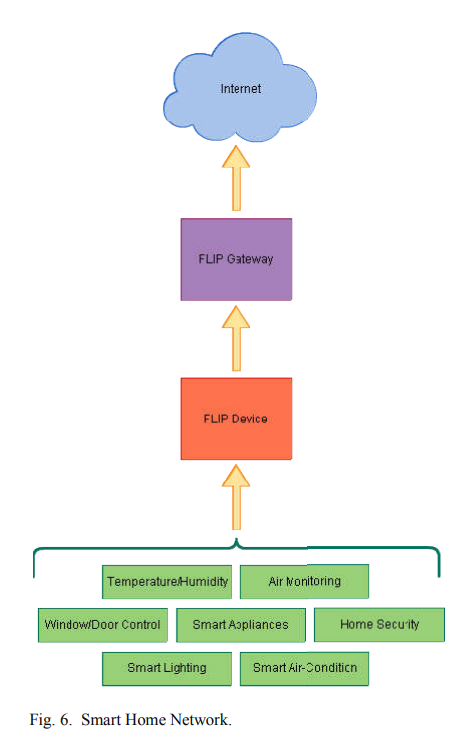 Internet
FLIP Gateway
FLIP Device
Temperature/Humidity
Air Monitoring
Window/Door Control
Smart Appliances
Home Security
Smart Lighting
Smart Air-Condition
Fig. 6. Smart Home Network.